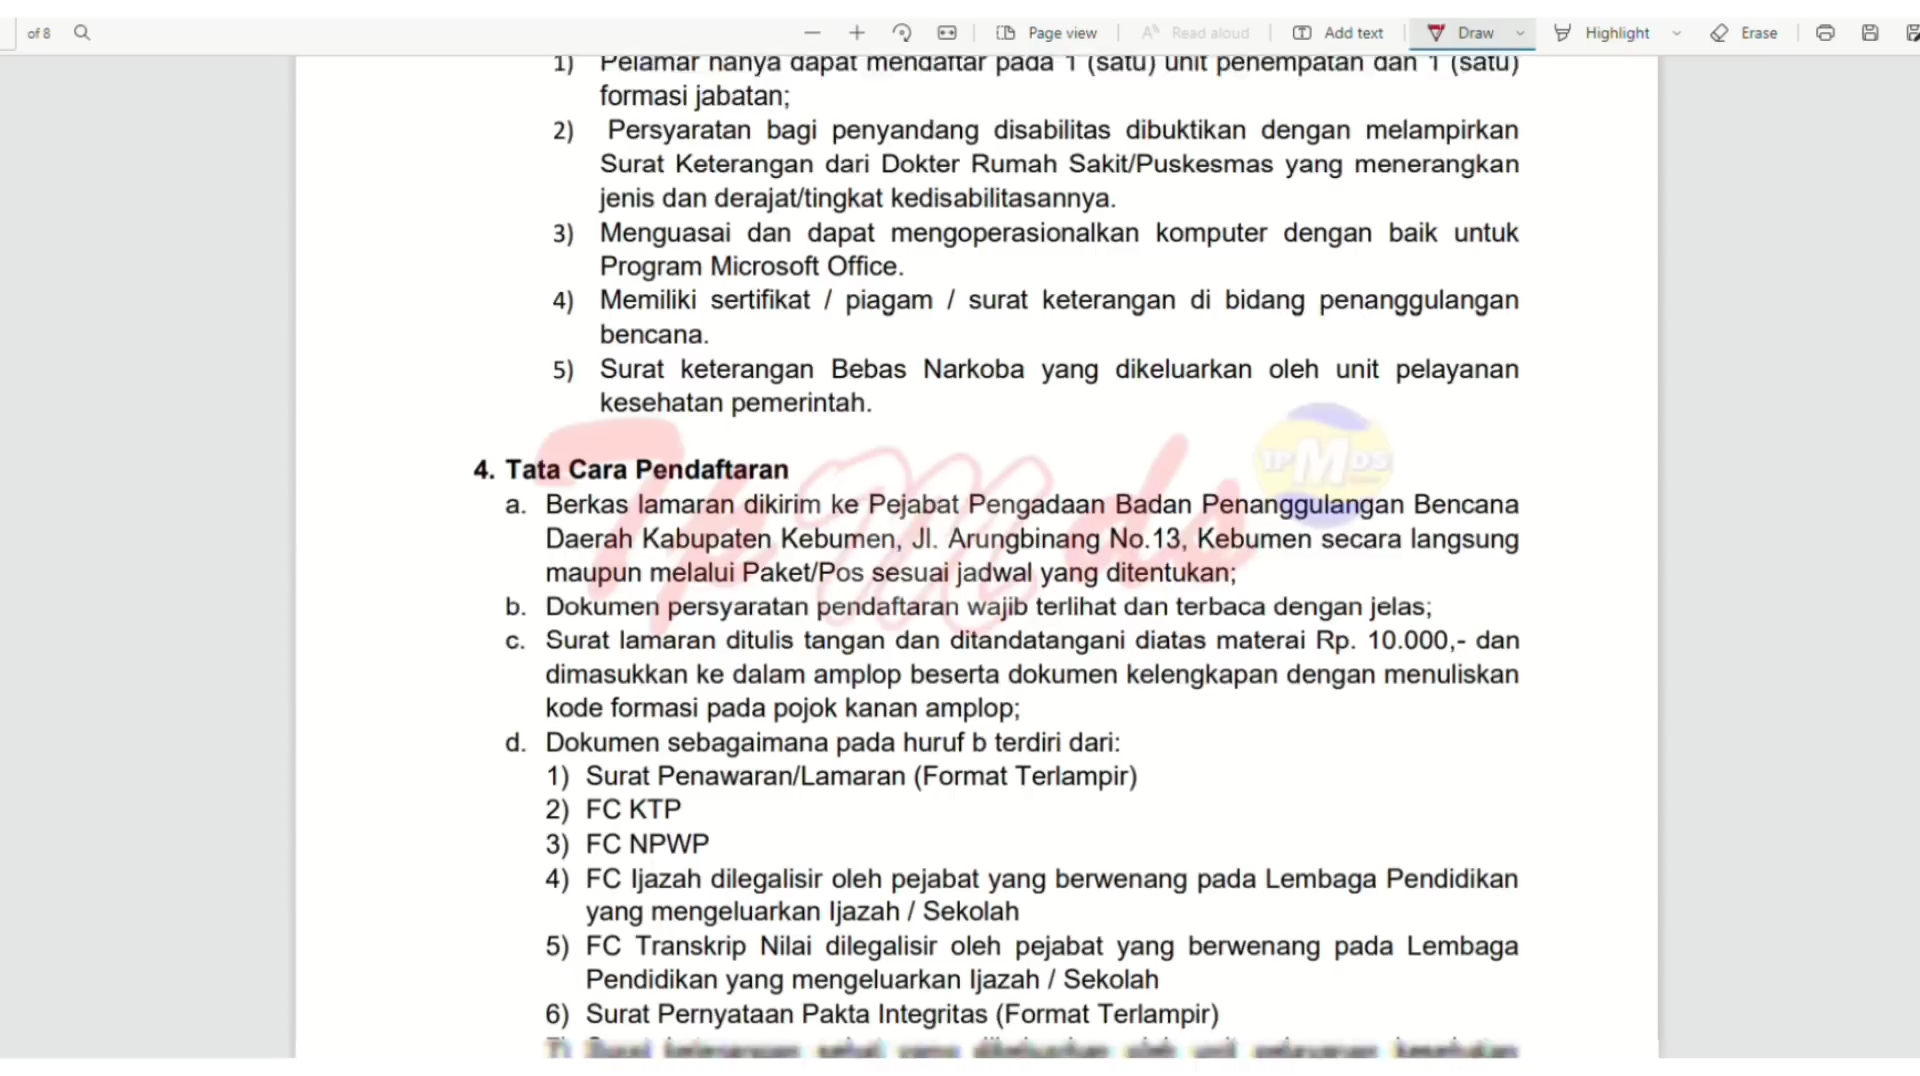 of 8
Page view
Read aloud
Add text
Draw
Highlight
Erase
1) Pelamar hanya dapat mendaftar pada 1 (satu) unit penempatan dan 1 (satu)
formasi jabatan;
2) Persyaratan bagi penyandang disabilitas dibuktikan dengan melampirkan
Surat Keterangan dari Dokter Rumah Sakit/Puskesmas yang menerangkan
jenis dan derajat/tingkat kedisabilitasannya.
3) Menguasai dan dapat mengoperasionalkan komputer dengan baik untuk
Program Microsoft Office.
4) Memiliki sertifikat / piagam / surat keterangan di bidang penanggulangan
bencana.
5) Surat keterangan Bebas Narkoba yang dikeluarkan oleh unit pelayanan
kesehatan pemerintah.
TPMDS
Tp Mds
4. Tata Cara Pendaftaran
a. Berkas lamaran dikirim ke Pejabat Pengadaan Badan Penanggulangan Bencana
Daerah Kabupaten Kebumen, Jl. Arungbinang No.13, Kebumen secara langsung
maupun melalui Paket/Pos sesuai jadwal yang ditentukan;
b. Dokumen persyaratan pendaftaran wajib terlihat dan terbaca dengan jelas;
c. Surat lamaran ditulis tangan dan ditandatangani diatas materai Rp. 10.000,- dan
dimasukkan ke dalam amplop beserta dokumen kelengkapan dengan menuliskan
kode formasi pada pojok kanan amplop;
d. Dokumen sebagaimana pada huruf b terdiri dari:
1) Surat Penawaran/Lamaran (Format Terlampir)
2) FC KTP
3) FC NPWP
4) FC Ijazah dilegalisir oleh pejabat yang berwenang pada Lembaga Pendidikan
yang mengeluarkan Ijazah / Sekolah
5) FC Transkrip Nilai dilegalisir oleh pejabat yang berwenang pada Lembaga
Pendidikan yang mengeluarkan Ijazah / Sekolah
6) Surat Pernyataan Pakta Integritas (Format Terlampir)